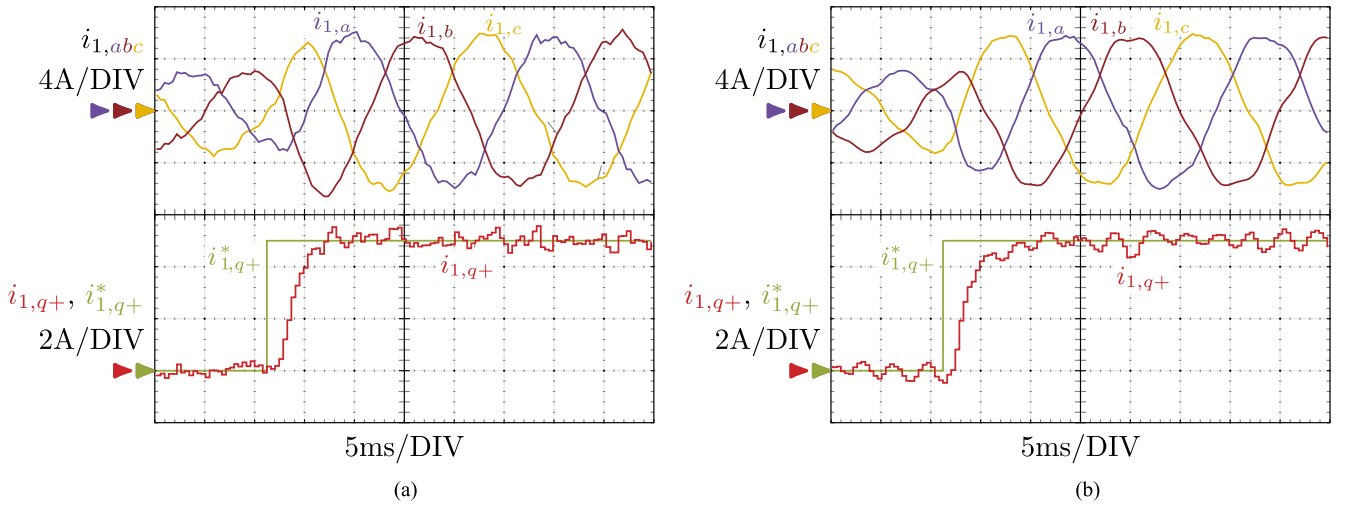 i1,abc
4A/DIV
i1,a
i1,b
i1,c
i*1,q+
i1,q+
i1,q+, i*1,q+
2A/DIV
5ms/DIV
(a)
i1,abc
4A/DIV
i1,a
i1,b
i1,c
i*1,q+
i1,q+
i1,q+, i*1,q+
2A/DIV
5ms/DIV
(b)